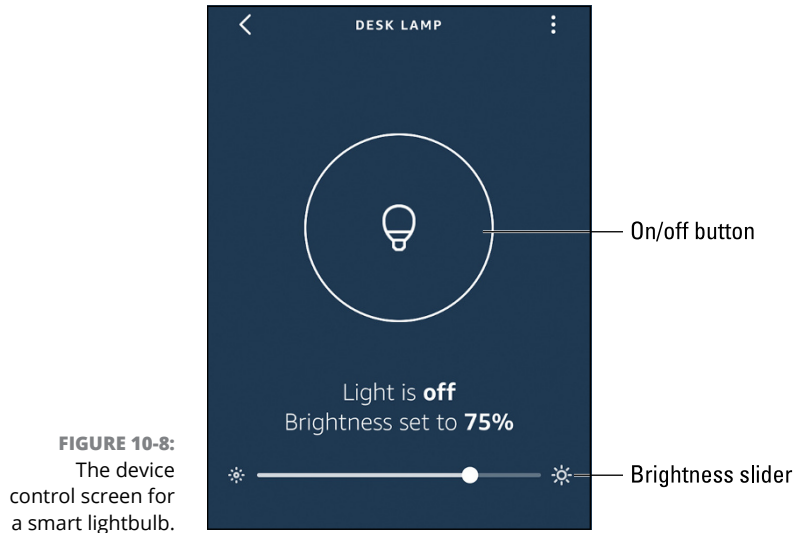 DESK LAMP
On/off button
Light is off
Brightness set to 75%
Brightness slider
FIGURE 10-8:
The device
control screen for
a smart lightbulb.